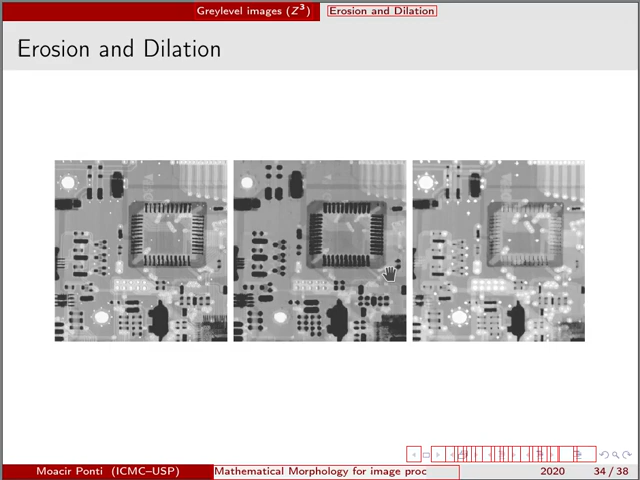 Greylevel images (Z³) Erosion and Dilation
Erosion and Dilation
Moacir Ponti (ICMC–USP) Mathematical Morphology for image proc 2020 34 / 38